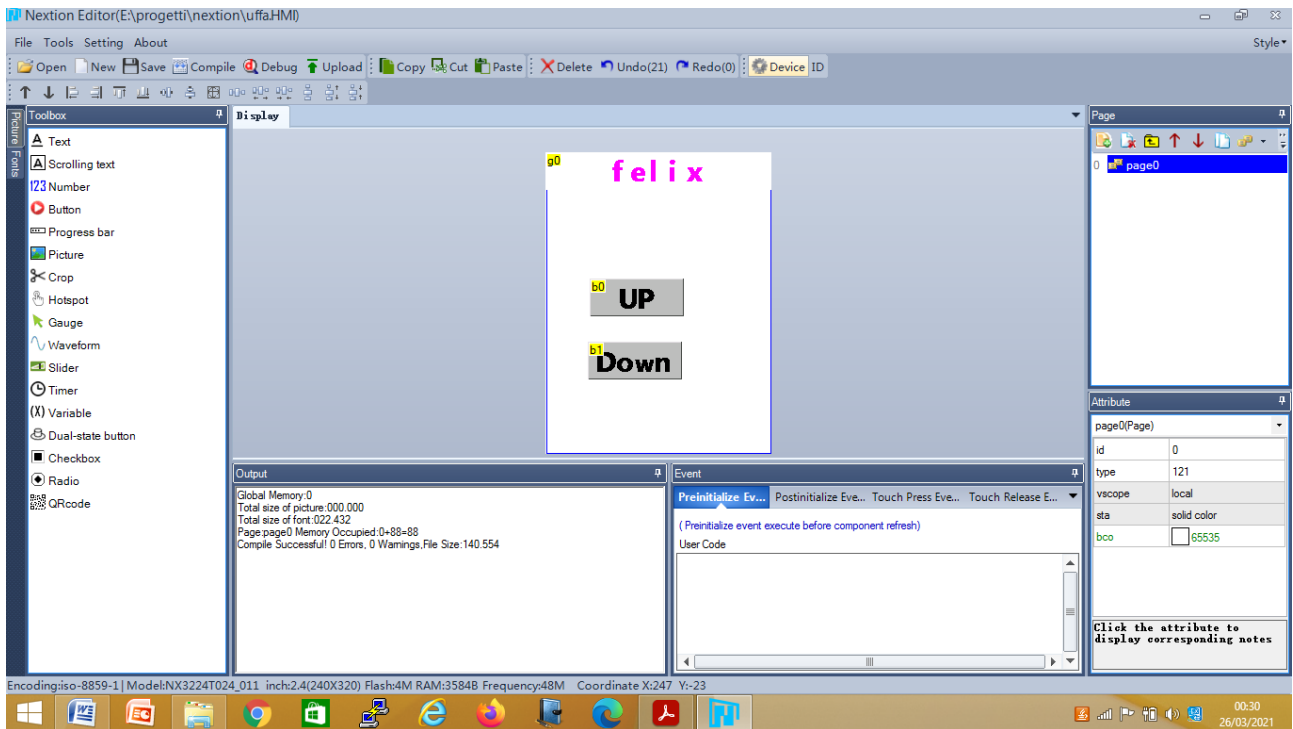 Nextion Editor(E:\progetti\nextion\uffa.HMI)
File Tools Setting About
Style
Open New Save Compile Debug Upload Copy Cut Paste Delete Undo(21) Redo(0) Device ID
Picture
Fonts
Toolbox
A Text
A Scrolling text
123 Number
Button
Progress bar
Picture
Crop
Hotspot
Gauge
Waveform
Slider
Timer
(X) Variable
Dual-state button
Checkbox
Radio
QRcode
Display
g0
felix
b0
UP
b1
Down
Output
Global Memory:0
Total size of picture:000.000
Total size of font:022.432
Page:page0 Memory Occupied:0+88=88
Compile Successful! 0 Errors, 0 Warnings,File Size:140.554
Event
Preinitialize Ev... Postinitialize Eve... Touch Press Eve... Touch Release E...
( Preinitialize event execute before component refresh)
User Code
Page
0 page0
Attribute
page0(Page)
id 0
type 121
vscope local
sta solid color
bco 65535
Click the attribute to
display corresponding notes
Encoding:iso-8859-1 | Model:NX3224T024_011 inch:2.4(240X320) Flash:4M RAM:3584B Frequency:48M Coordinate X:247 Y:-23
00:30
26/03/2021